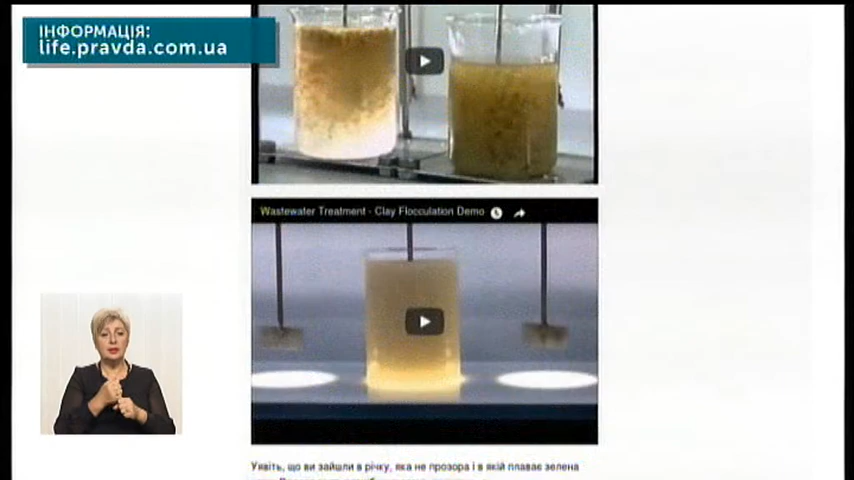 ІНФОРМАЦІЯ:
life.pravda.com.ua
Wastewater Treatment - Clay Flocculation Demo
Уявіть, що ви зайшли в річку, яка не прозора і в якій плаває зелена